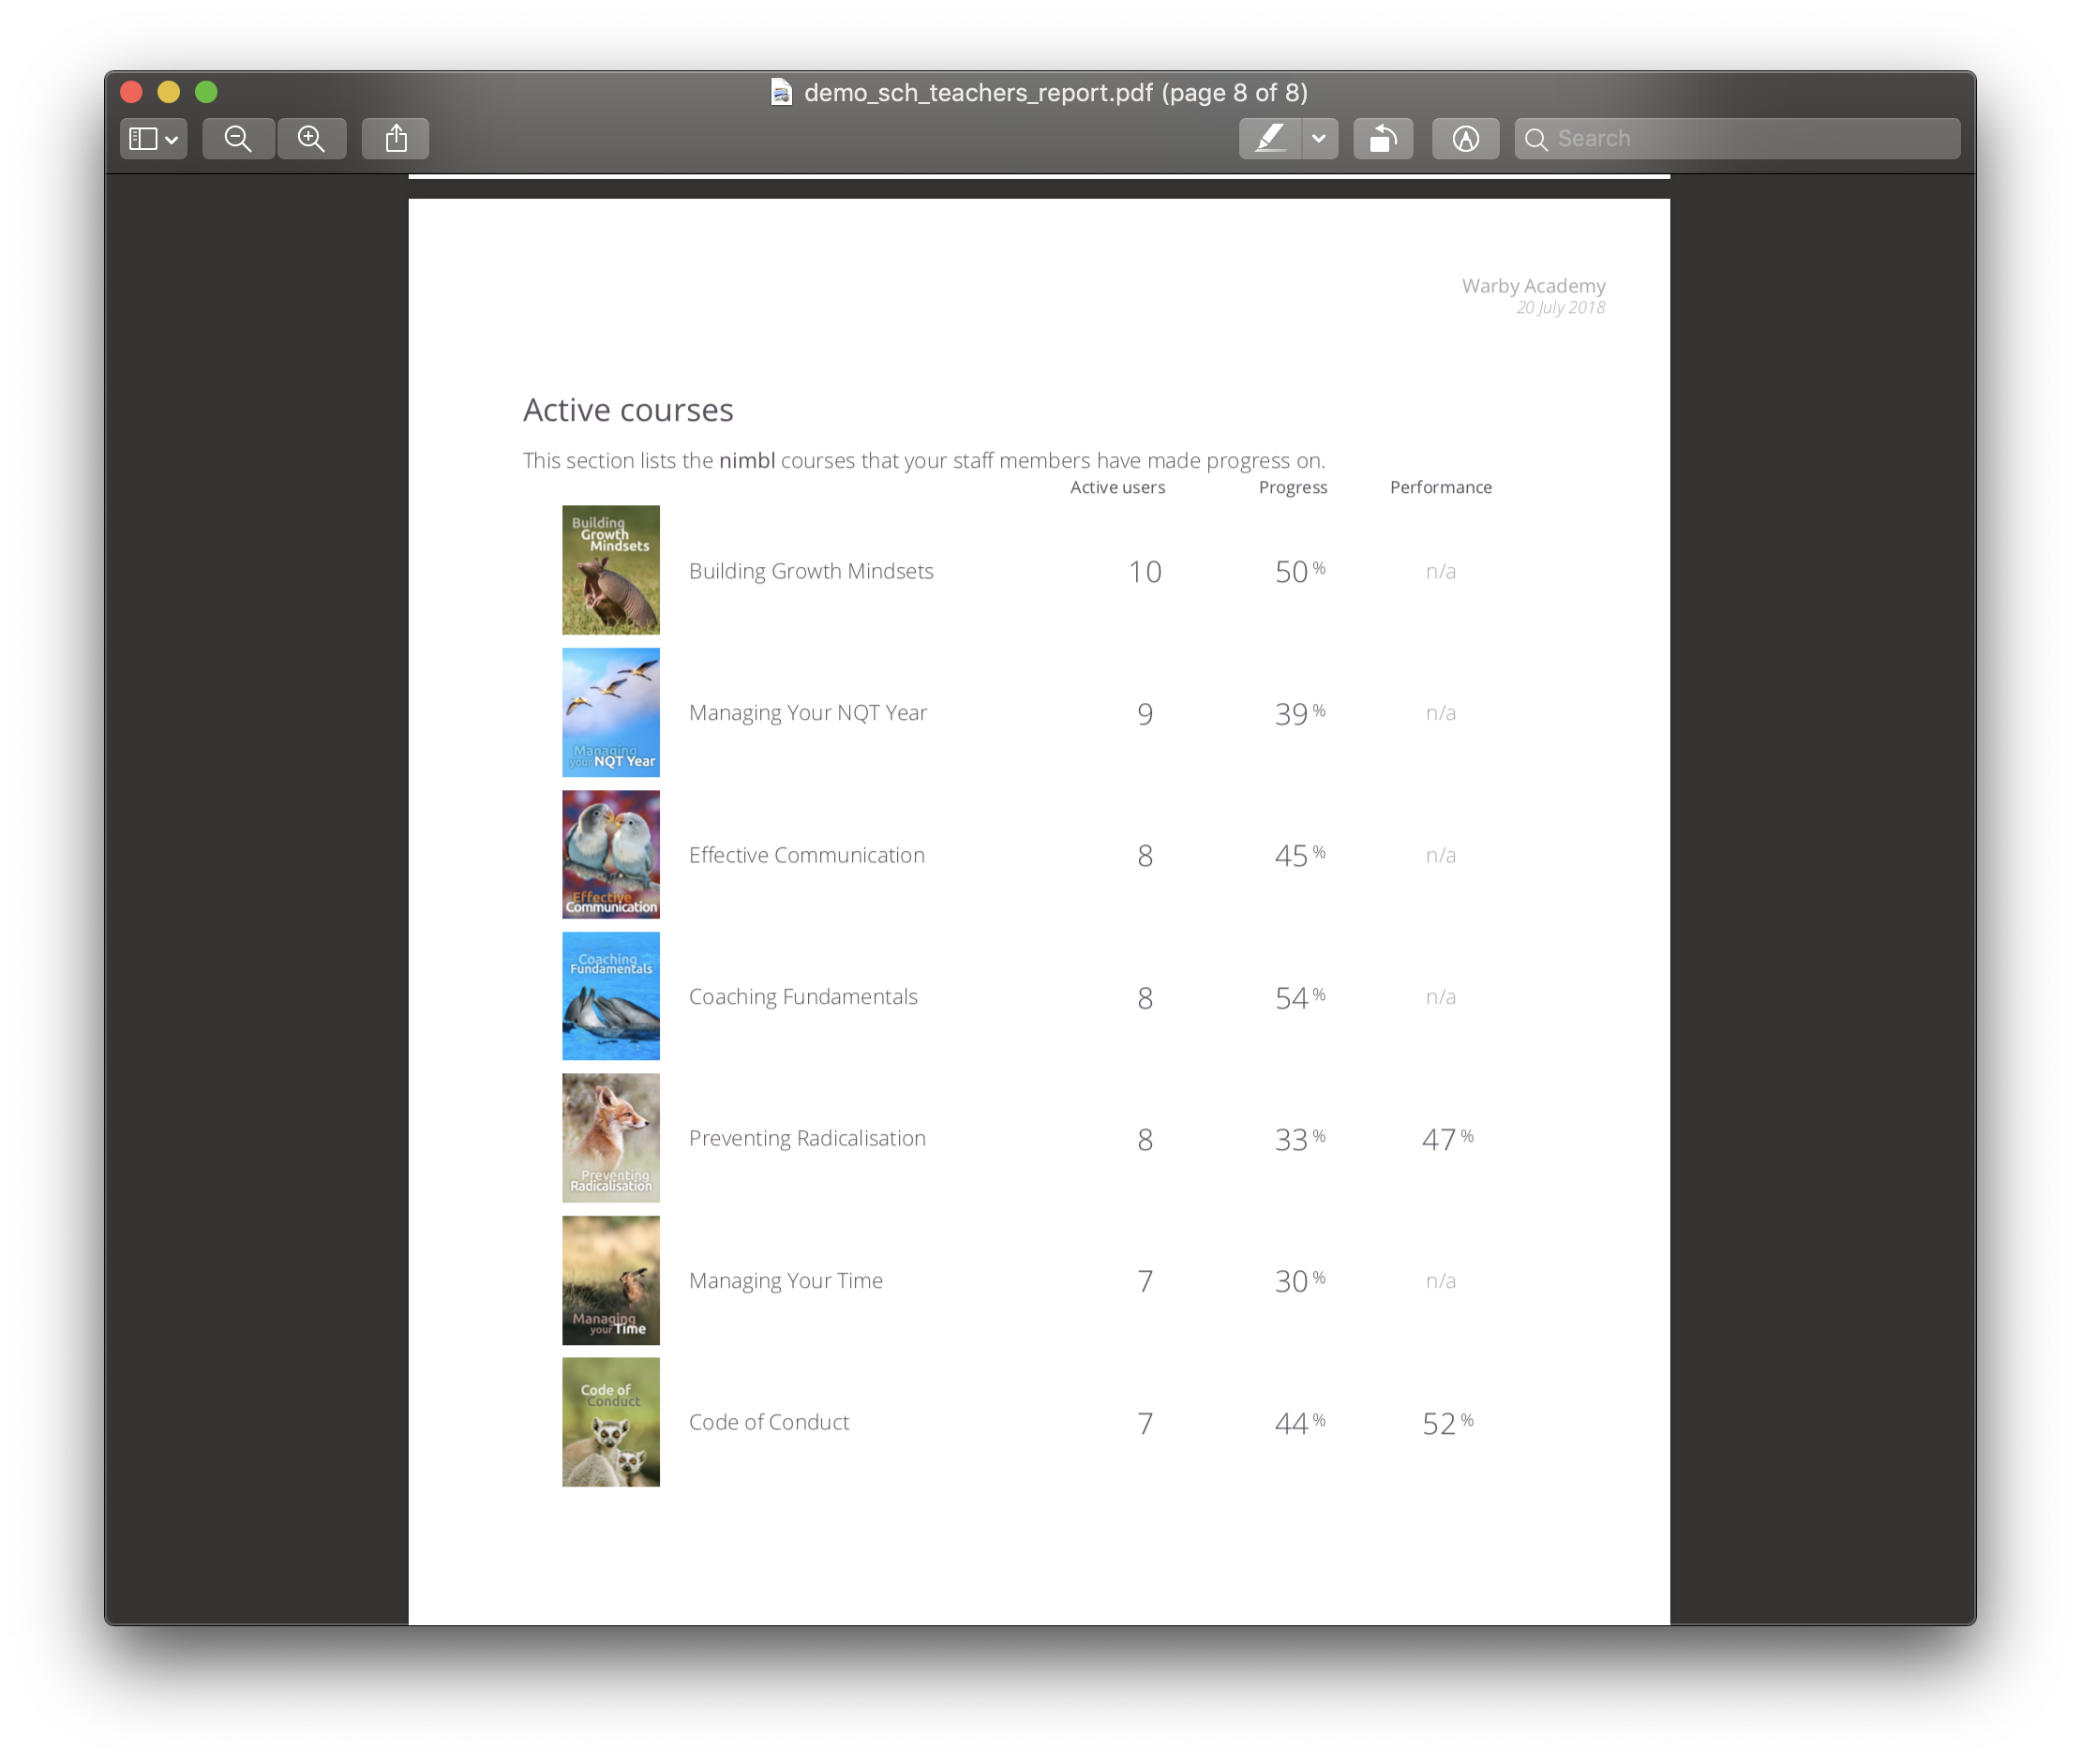 demo_sch_teachers_report.pdf (page 8 of 8)
Search
Warby Academy
20 July 2018
Active courses
This section lists the nimbl courses that your staff members have made progress on.
Active users Progress Performance
Building
Growth
Mindsets
Building Growth Mindsets 10 50 % n/a
Managing
your NQT Year
Managing Your NQT Year 9 39 % n/a
Effective
Communication
Effective Communication 8 45 % n/a
Coaching
Fundamentals
Coaching Fundamentals 8 54 % n/a
Preventing
Radicalisation
Preventing Radicalisation 8 33 % 47 %
Managing
your Time
Managing Your Time 7 30 % n/a
Code of
Conduct
Code of Conduct 7 44 % 52 %